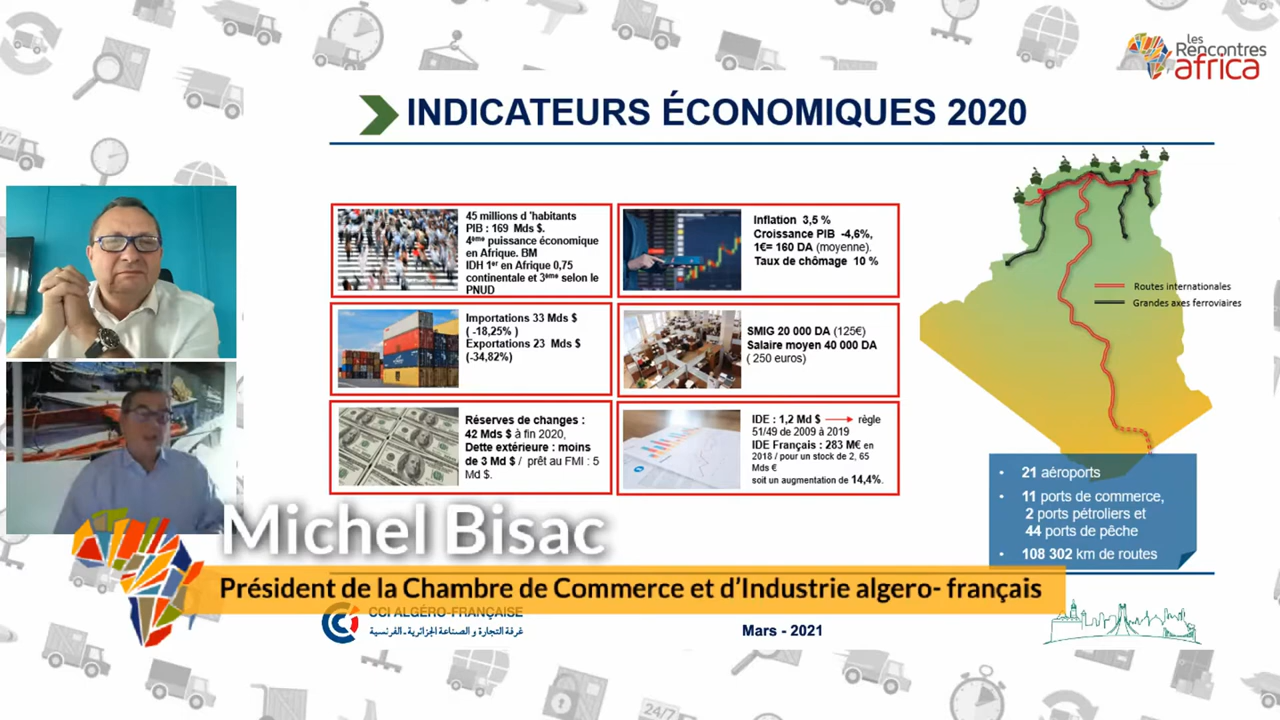 les
Rencontres
africa
INDICATEURS ÉCONOMIQUES 2020
45 millions d 'habitants
PIB : 169 Mds $.
4ème puissance économique
en Afrique. BM
IDH 1er en Afrique 0,75
continentale et 3ème selon le
PNUD
Inflation 3,5 %
Croissance PIB -4,6%,
1€= 160 DA (moyenne).
Taux de chômage 10 %
Importations 33 Mds $
( -18,25% )
Exportations 23 Mds $
(-34,82%)
SMIG 20 000 DA (125€)
Salaire moyen 40 000 DA
( 250 euros)
Réserves de changes :
42 Mds $ à fin 2020,
Dette extérieure : moins
de 3 Md $ / prêt au FMI : 5
Md $.
IDE : 1,2 Md $ → règle
51/49 de 2009 à 2019
IDE Français : 283 M€ en
2018 / pour un stock de 2, 65
Mds €
soit un augmentation de 14,4%.
Routes internationales
Grandes axes ferroviaires
• 21 aéroports
• 11 ports de commerce,
2 ports pétroliers et
44 ports de pêche
• 108 302 km de routes
Michel Bisac
Président de la Chambre de Commerce et d'Industrie algero- français
CCI ALGÉRO-FRANÇAISE
غرفة التجارة و الصناعة الجزائرية - الفرنسية
Mars - 2021
24/7